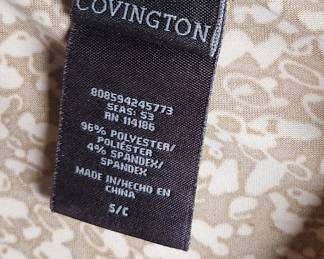 COVINGTON
808594245773
SEAS: S3
RN 114186
96% POLYESTER/
POLIÉSTER
4% SPANDEX/
SPANDEX
MADE IN/HECHO EN
CHINA
S/C